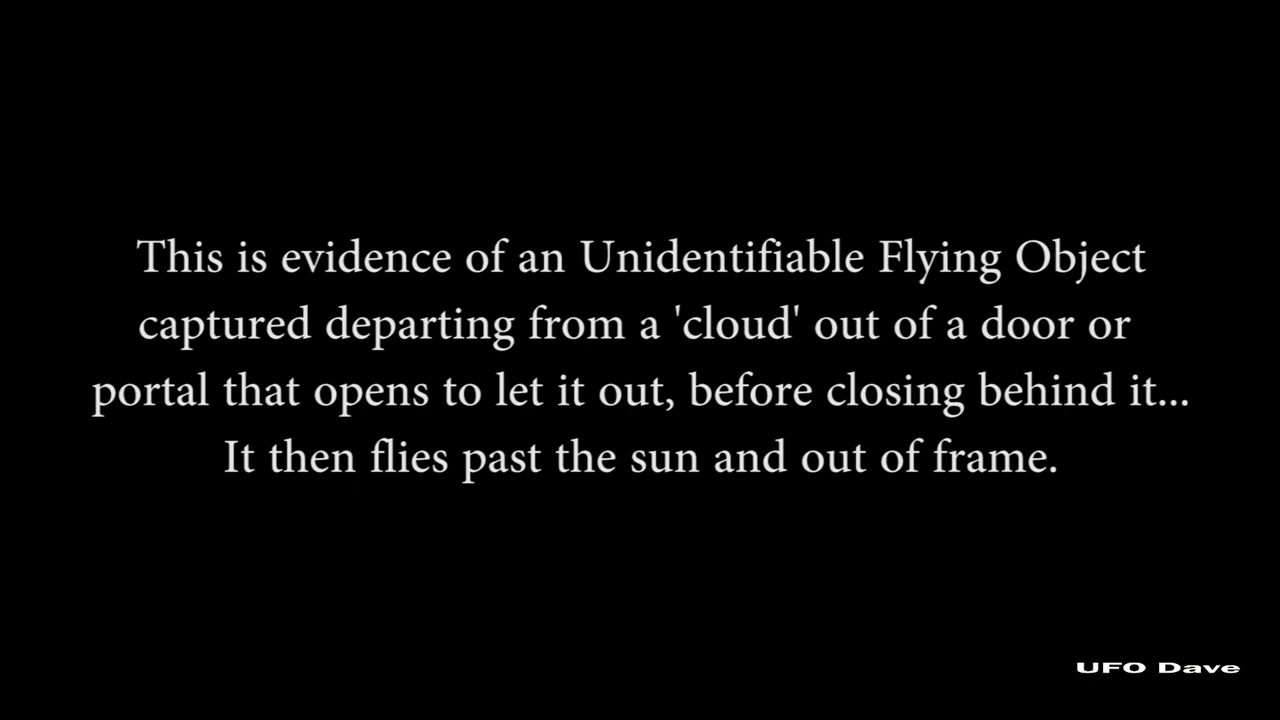 This is evidence of an Unidentifiable Flying Object
captured departing from a 'cloud' out of a door or
portal that opens to let it out, before closing behind it...
It then flies past the sun and out of frame.
UFO Dave